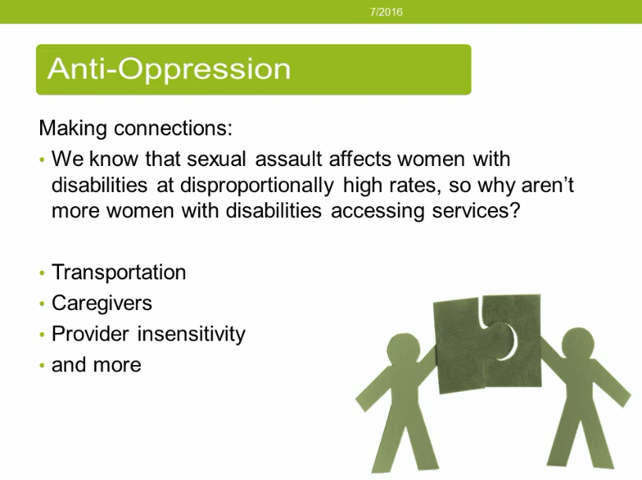 7/2016
Anti-Oppression
Making connections:
• We know that sexual assault affects women with
disabilities at disproportionally high rates, so why aren’t
more women with disabilities accessing services?
• Transportation
• Caregivers
• Provider insensitivity
• and more